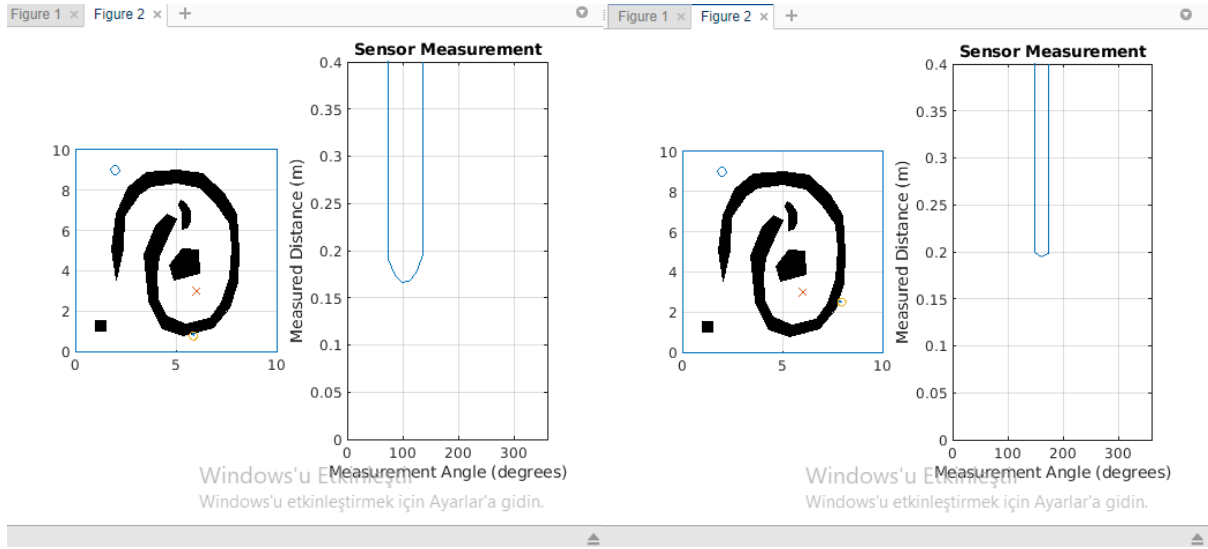 Figure 1 × Figure 2 × +
Sensor Measurement
0.4
0.35
0.3
0.25
0.2
0.15
0.1
0.05
0
Measured Distance (m)
100 200 300
Measurement Angle (degrees)
10
8
6
4
2
0
0 5 10
Windows'u Etkinleştir
Windows'u etkinleştirmek için Ayarlar'a gidin.
Figure 1 × Figure 2 × +
Sensor Measurement
0.4
0.35
0.3
0.25
0.2
0.15
0.1
0.05
0
Measured Distance (m)
0 100 200 300
Measurement Angle (degrees)
10
8
6
4
2
0
0 5 10
Windows'u Etkinleştir
Windows'u etkinleştirmek için Ayarlar'a gidin.